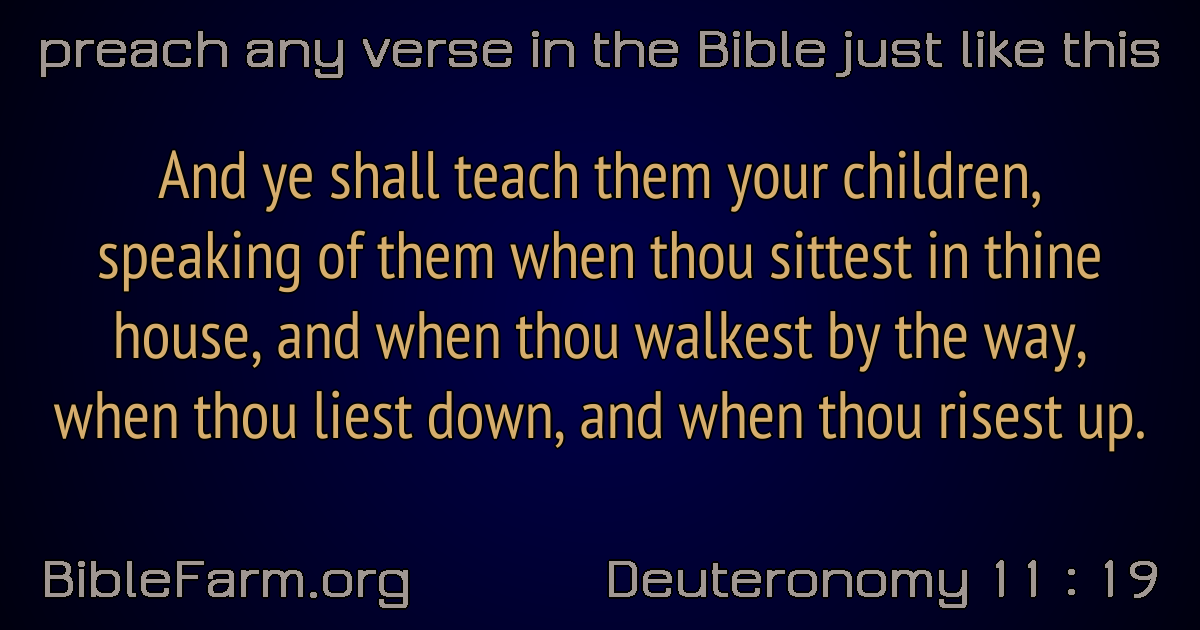 preach any verse in the Bible just like this
And ye shall teach them your children,
speaking of them when thou sittest in thine
house, and when thou walkest by the way,
when thou liest down, and when thou risest up.
BibleFarm.org
Deuteronomy 11 : 19